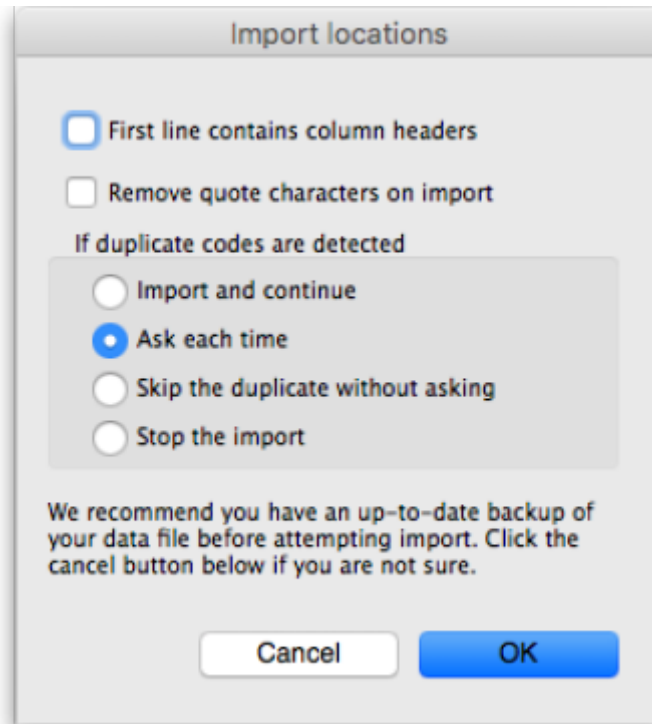 Import locations
First line contains column headers
Remove quote characters on import
If duplicate codes are detected
Import and continue
Ask each time
Skip the duplicate without asking
Stop the import
We recommend you have an up-to-date backup of
your data file before attempting import. Click the
cancel button below if you are not sure.
Cancel
OK